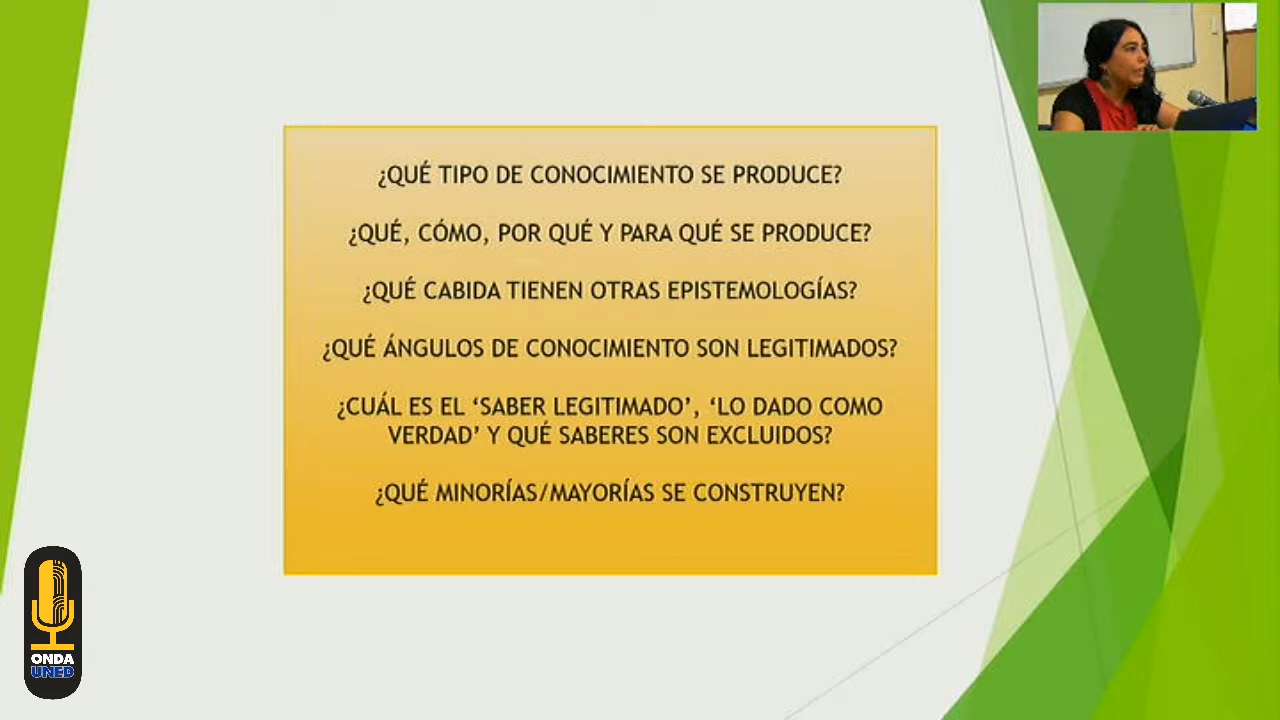 ¿QUÉ TIPO DE CONOCIMIENTO SE PRODUCE?
¿QUÉ, CÓMO, POR QUÉ Y PARA QUÉ SE PRODUCE?
¿QUÉ CABIDA TIENEN OTRAS EPISTEMOLOGÍAS?
¿QUÉ ÁNGULOS DE CONOCIMIENTO SON LEGITIMADOS?
¿CUÁL ES EL ‘SABER LEGITIMADO’, ‘LO DADO COMO
VERDAD’ Y QUÉ SABERES SON EXCLUIDOS?
¿QUÉ MINORÍAS/MAYORÍAS SE CONSTRUYEN?
ONDA
UNED